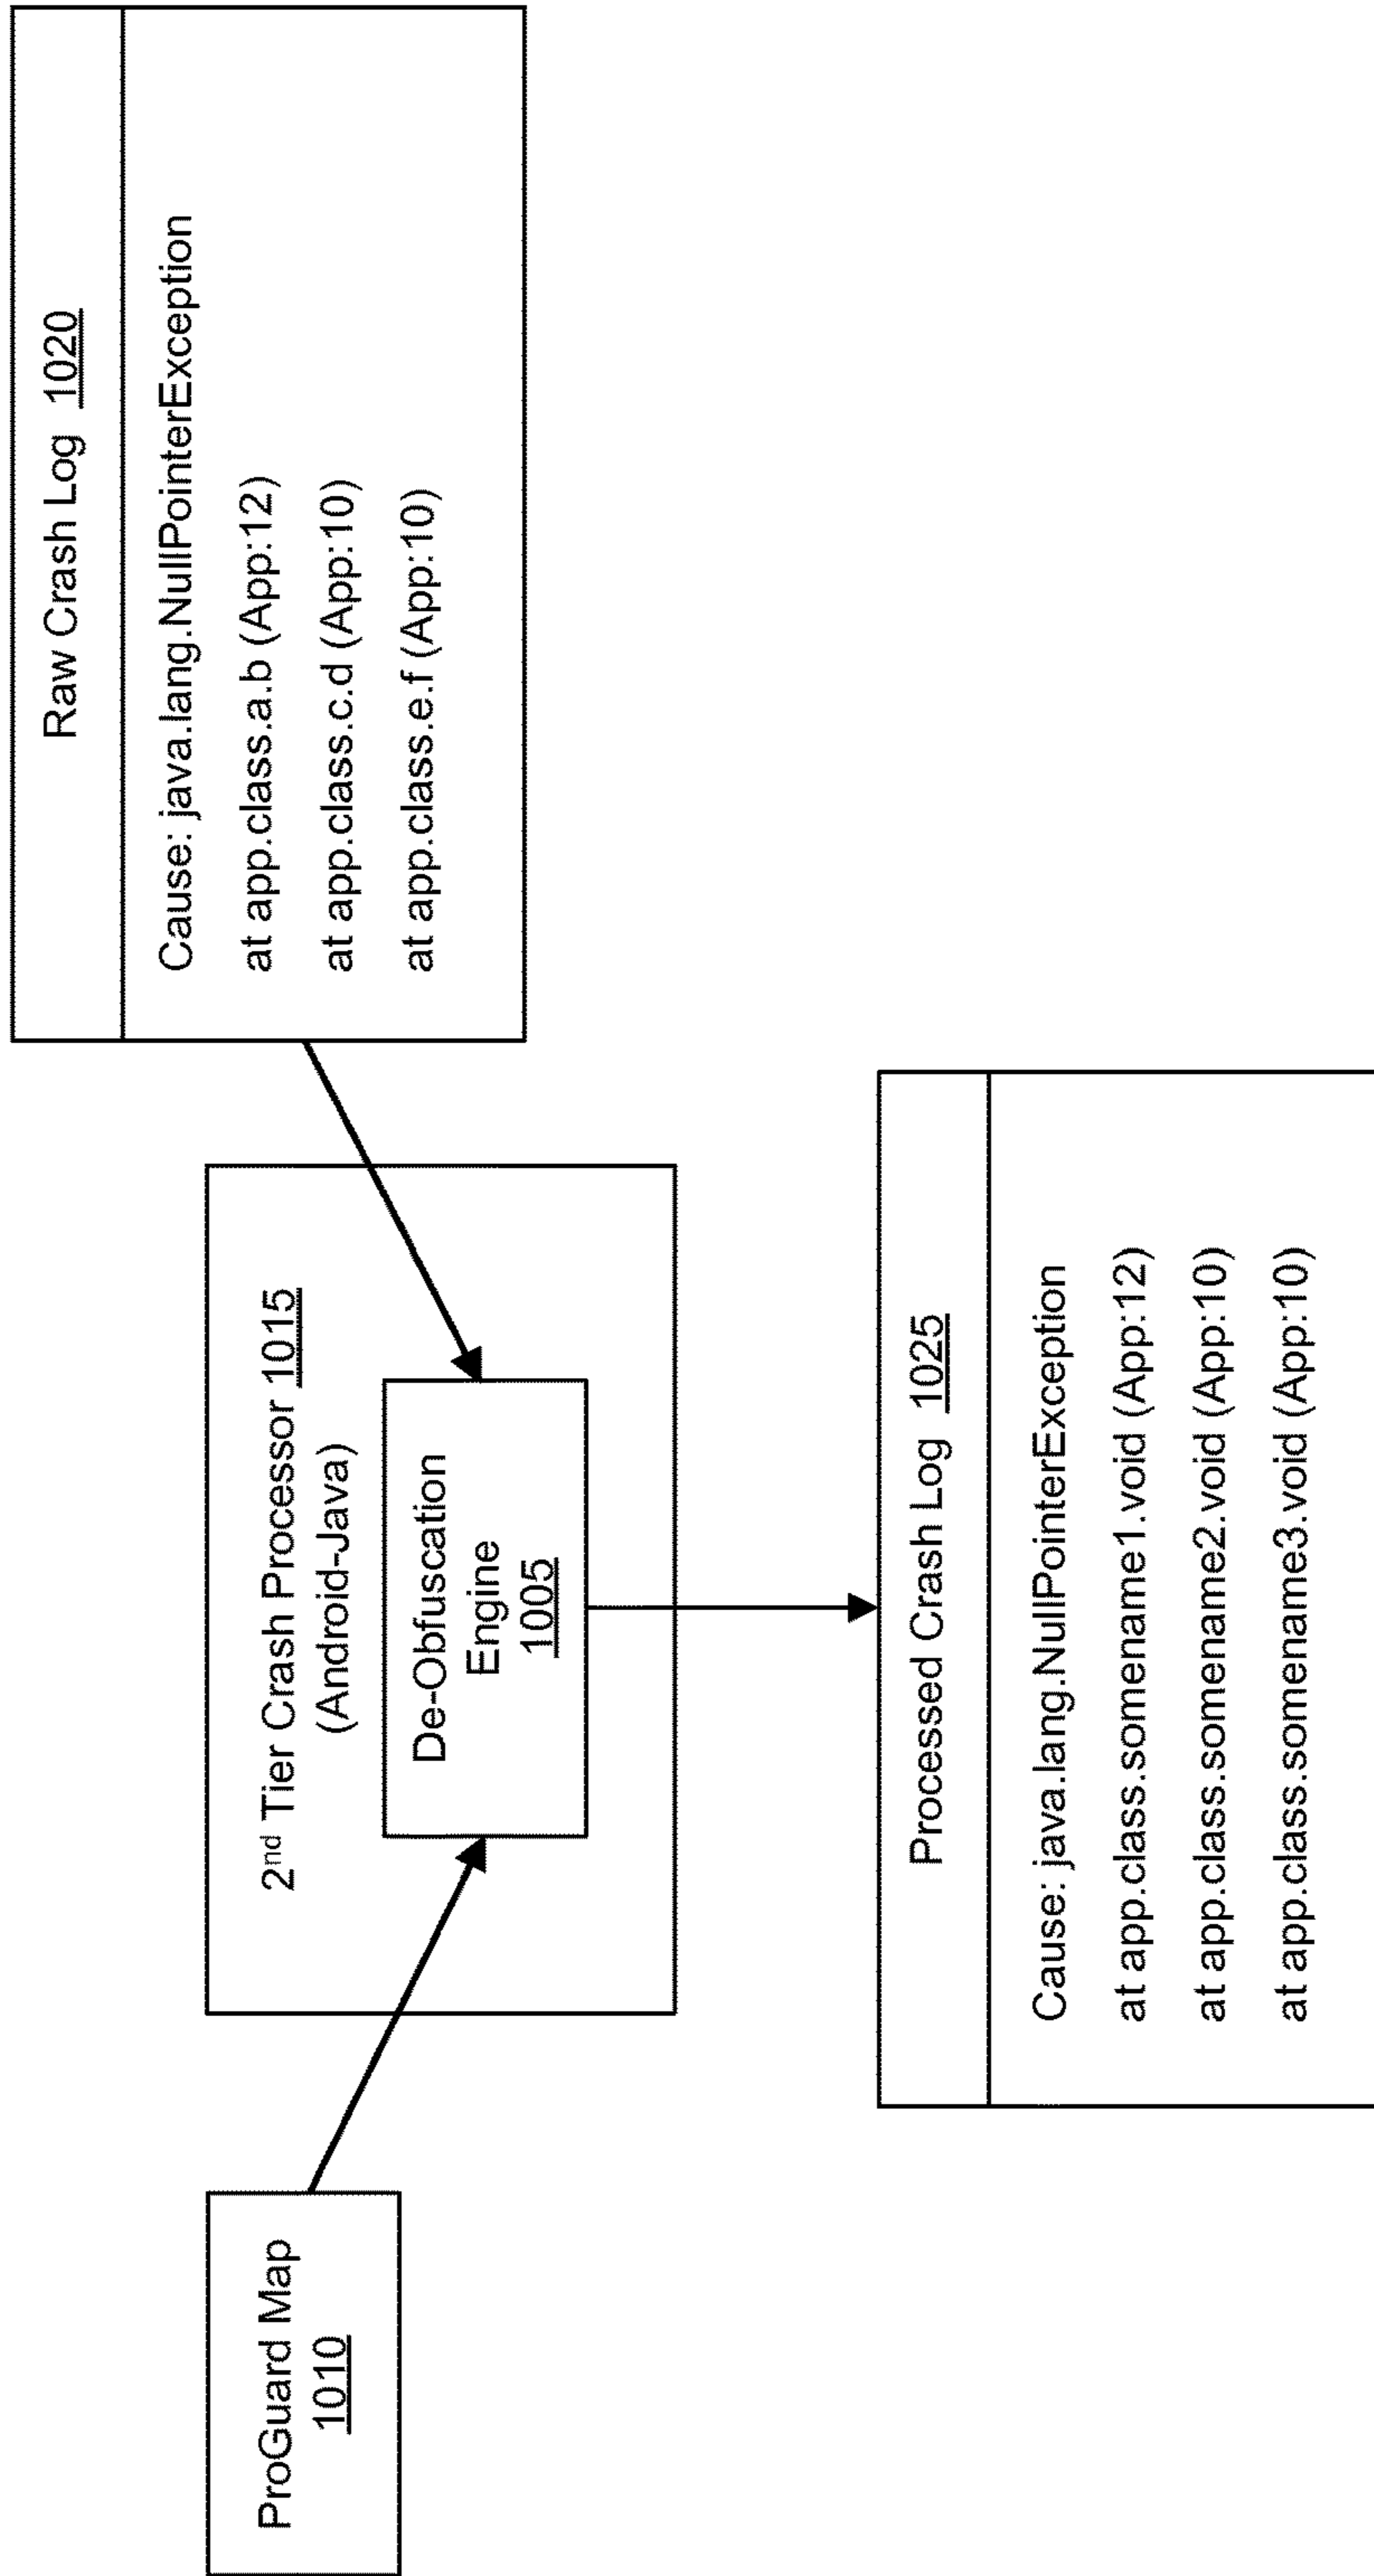 ProGuard Map
1010
2nd Tier Crash Processor 1015
(Android-Java)
De-Obfuscation
Engine
1005
Raw Crash Log 1020
Cause: java.lang.NullPointerException
at app.class.a.b (App:12)
at app.class.c.d (App:10)
at app.class.e.f (App:10)
Processed Crash Log 1025
Cause: java.lang.NullPointerException
at app.class.somename1.void (App:12)
at app.class.somename2.void (App:10)
at app.class.somename3.void (App:10)